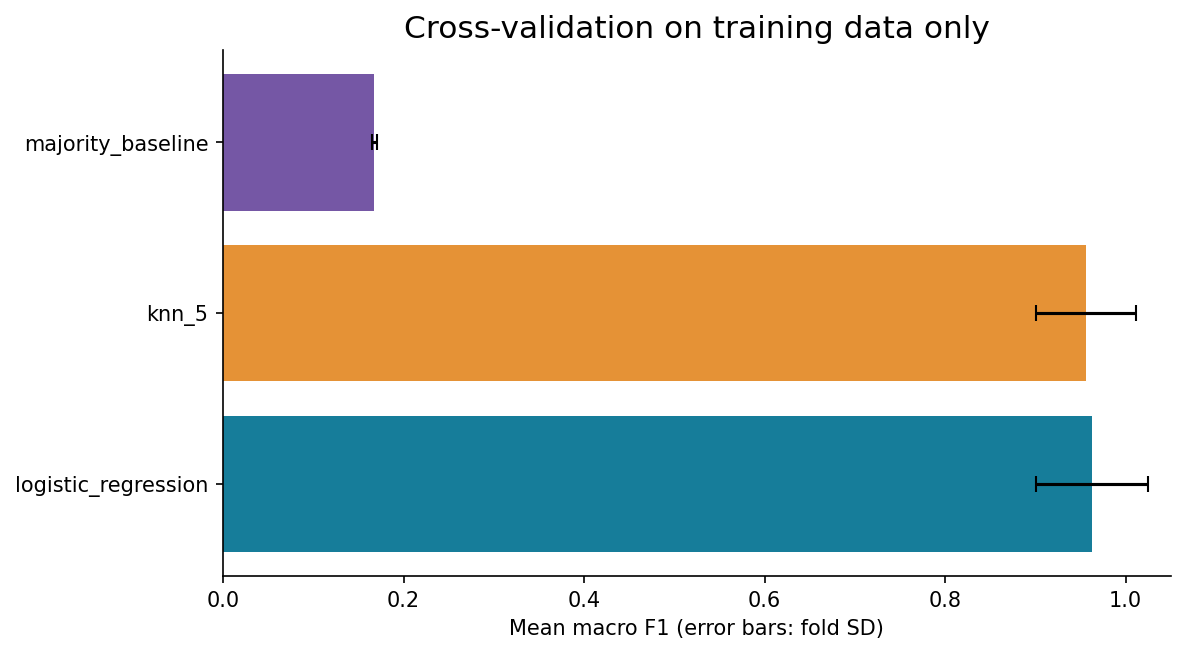 Cross-validation on training data only
majority_baseline
knn_5
logistic_regression
0.0 0.2 0.4 0.6 0.8 1.0
Mean macro F1 (error bars: fold SD)